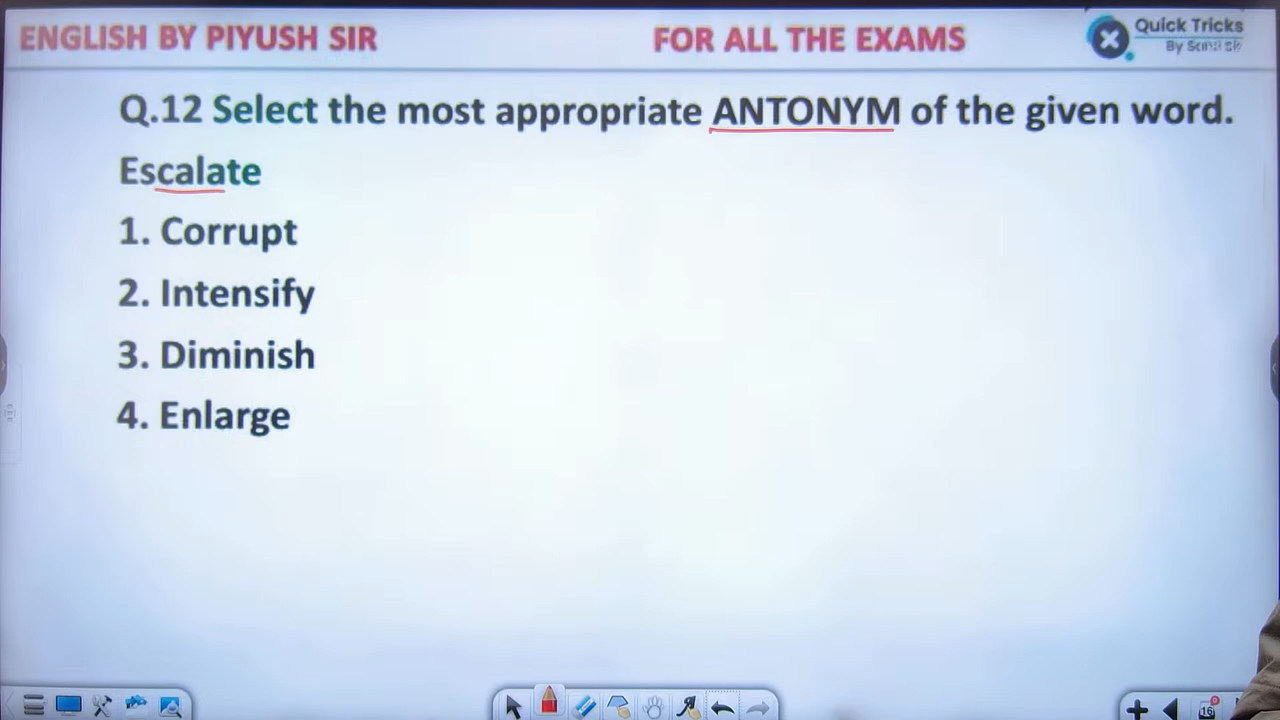 ENGLISH BY PIYUSH SIR
FOR ALL THE EXAMS
Quick Tricks
Q.12 Select the most appropriate ANTONYM of the given word.
Escalate
1. Corrupt
2. Intensify
3. Diminish
4. Enlarge